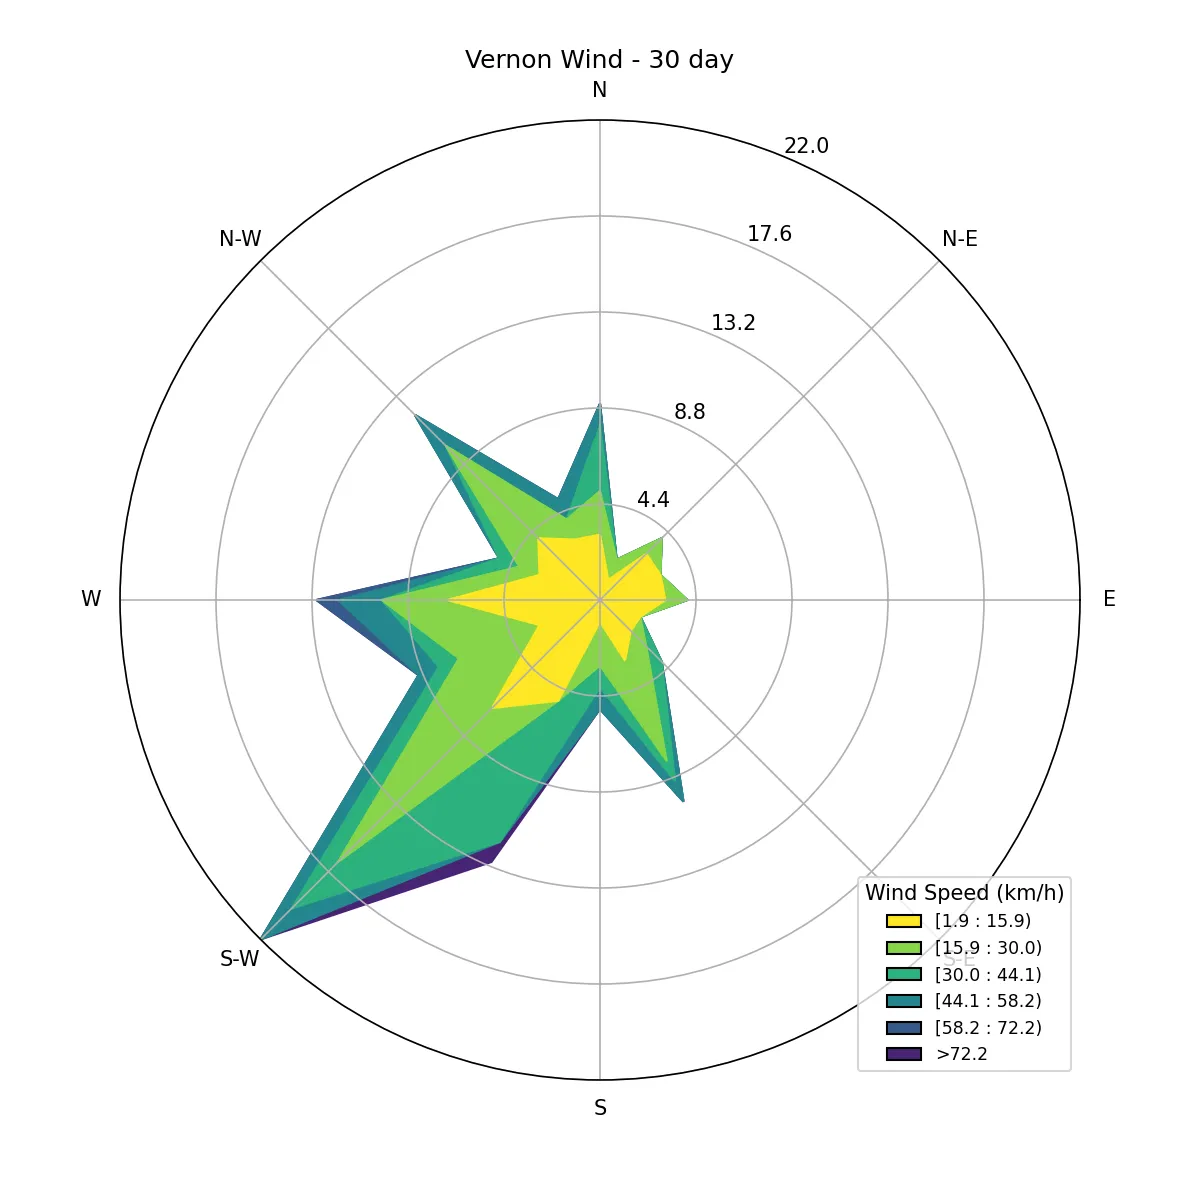 Vernon Wind - 30 day
N
22.0
N-W
17.6
N-E
13.2
8.8
4.4
W
E
Wind Speed (km/h)
[1.9 : 15.9)
[15.9 : 30.0)
S-W
S-E
[30.0 : 44.1)
[44.1 : 58.2)
[58.2 : 72.2)
>72.2
S